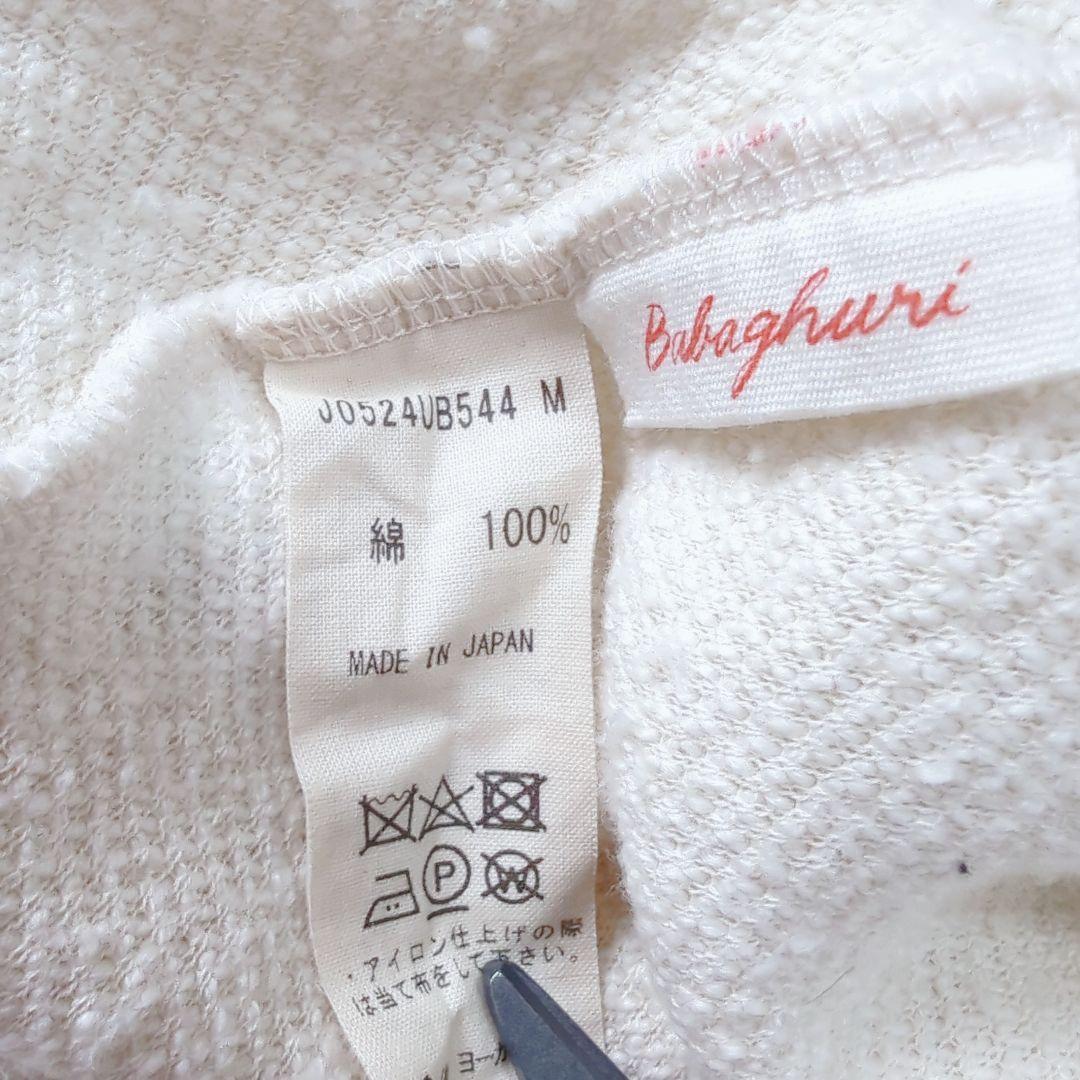 Babaghuri
J0524UB544 M
綿 100%
MADE IN JAPAN
P
W
・アイロン仕上げの際
は当て布をして下さい。